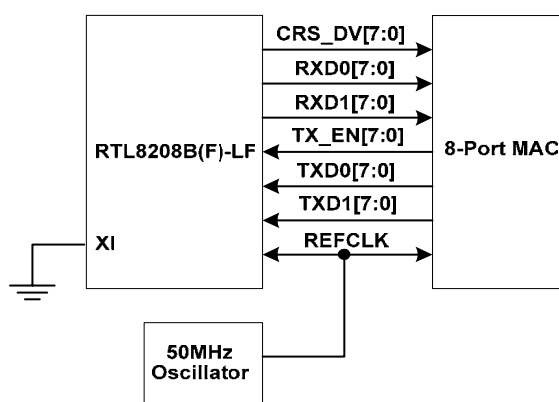 CRS_DV[7:0]
RXD0[7:0]
RXD1[7:0]
TX_EN[7:0]
RTL8208B(F)-LF
8-Port MAC
TXD0[7:0]
TXD1[7:0]
XI
REFCLK
50MHz
Oscillator